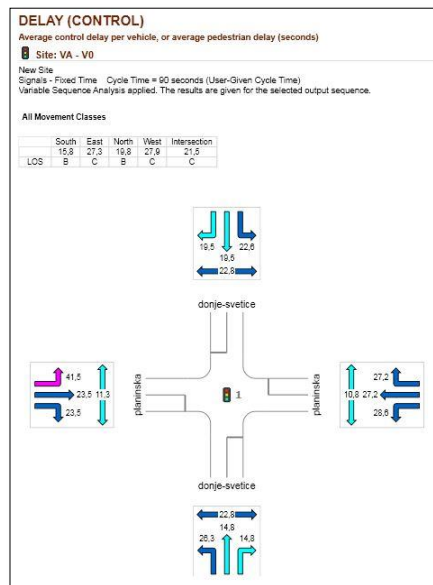 DELAY (CONTROL)
Average control delay per vehicle, or average pedestrian delay (seconds)
Site: VA - V0
New Site
Signals - Fixed Time Cycle Time = 90 seconds (User-Given Cycle Time)
Variable Sequence Analysis applied. The results are given for the selected output sequence.
All Movement Classes
South East North West Intersection
15,8 27,3 19,8 27,9 21,5
LOS B C B C C
19,5 22,6
19,5
22,8
donje-svetice
41,5
23,5 11,3
23,5
planinska
1
planinska
27,2
10,8 27,2
28,6
donje-svetice
22,8
14,8
26,3 14,8